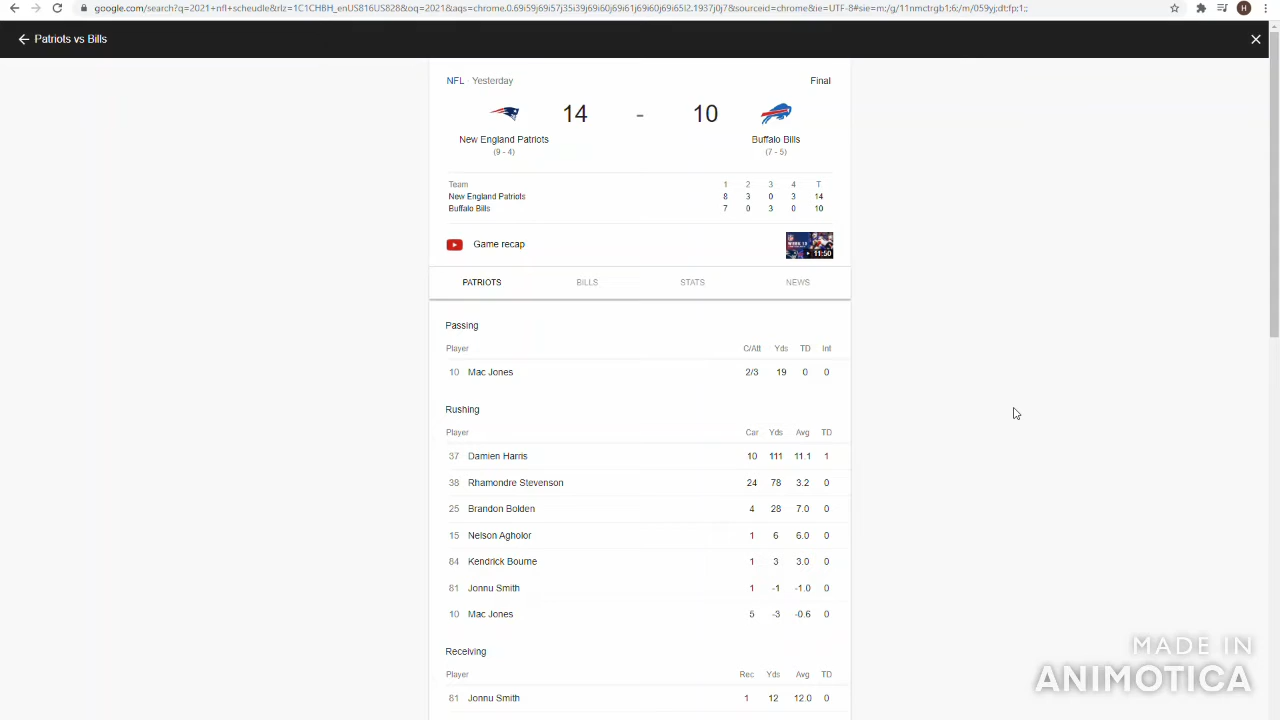 google.com/search?q=2021+nfl+scheudle&rlz=1C1CHBH_enUS816US828&oq=2021&aqs=chrome.0.69i59j69i57j35i39j69i60j69i61j69i60j69i65l2.1937j0j7&sourceid=chrome&ie=UTF-8#sie=m;/g/11nmctrgb1;6;/m/059yj;dt;fp;1;; H
Patriots vs Bills
NFL · Yesterday Final
14 - 10
New England Patriots Buffalo Bills
(9 - 4) (7 - 5)
Team 1 2 3 4 T
New England Patriots 8 3 0 3 14
Buffalo Bills 7 0 3 0 10
Game recap 11:50
PATRIOTS BILLS STATS NEWS
Passing
Player C/Att Yds TD Int
10 Mac Jones 2/3 19 0 0
Rushing
Player Car Yds Avg TD
37 Damien Harris 10 111 11.1 1
38 Rhamondre Stevenson 24 78 3.2 0
25 Brandon Bolden 4 28 7.0 0
15 Nelson Agholor 1 6 6.0 0
84 Kendrick Bourne 1 3 3.0 0
81 Jonnu Smith 1 -1 -1.0 0
10 Mac Jones 5 -3 -0.6 0
Receiving
Player Rec Yds Avg TD
81 Jonnu Smith 1 12 12.0 0
MADE IN
ANIMOTICA